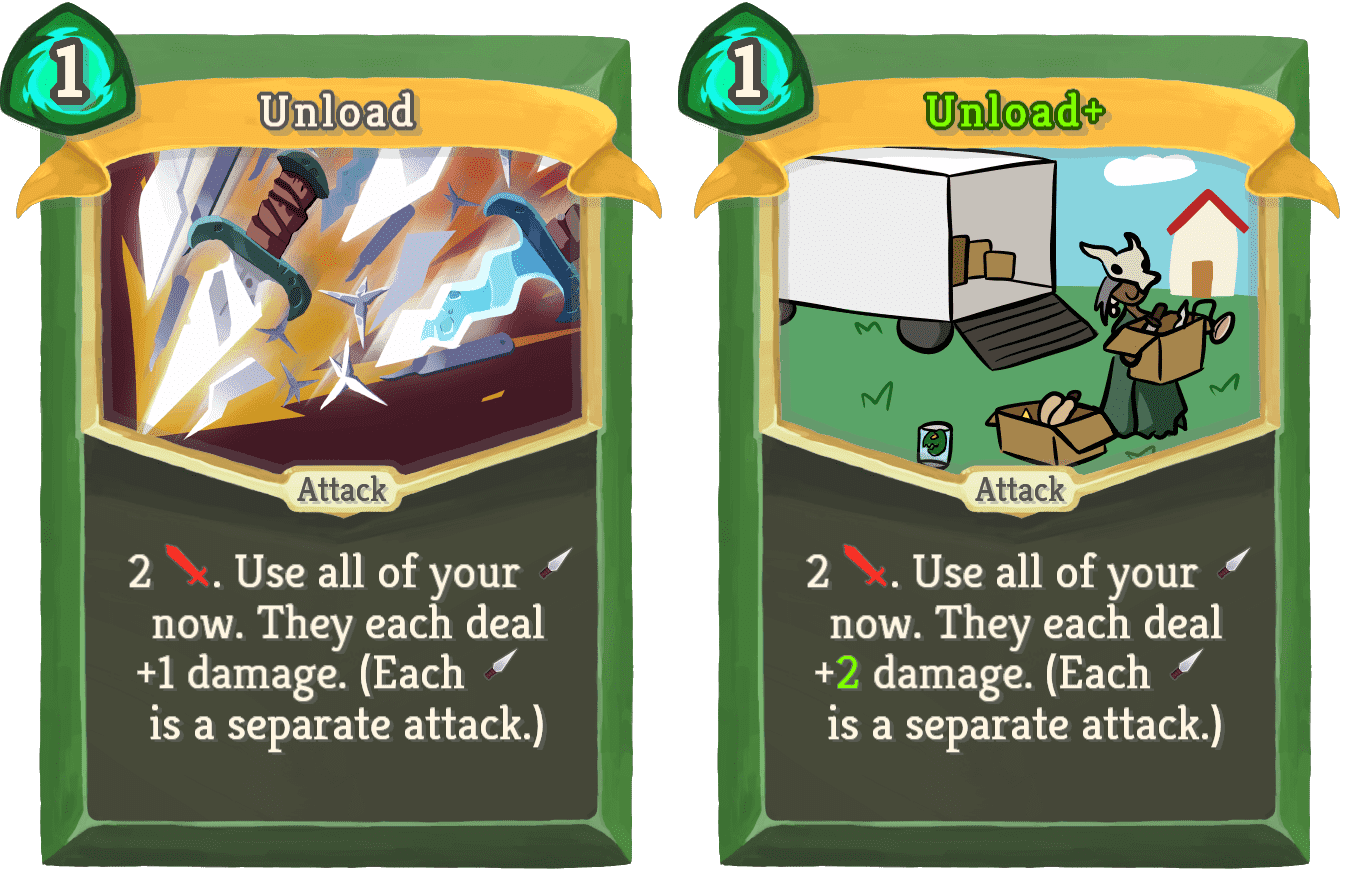 1
Unload
Attack
2 . Use all of your
now. They each deal
+1 damage. (Each
is a separate attack.)
1
Unload+
Attack
2 . Use all of your
now. They each deal
+2 damage. (Each
is a separate attack.)